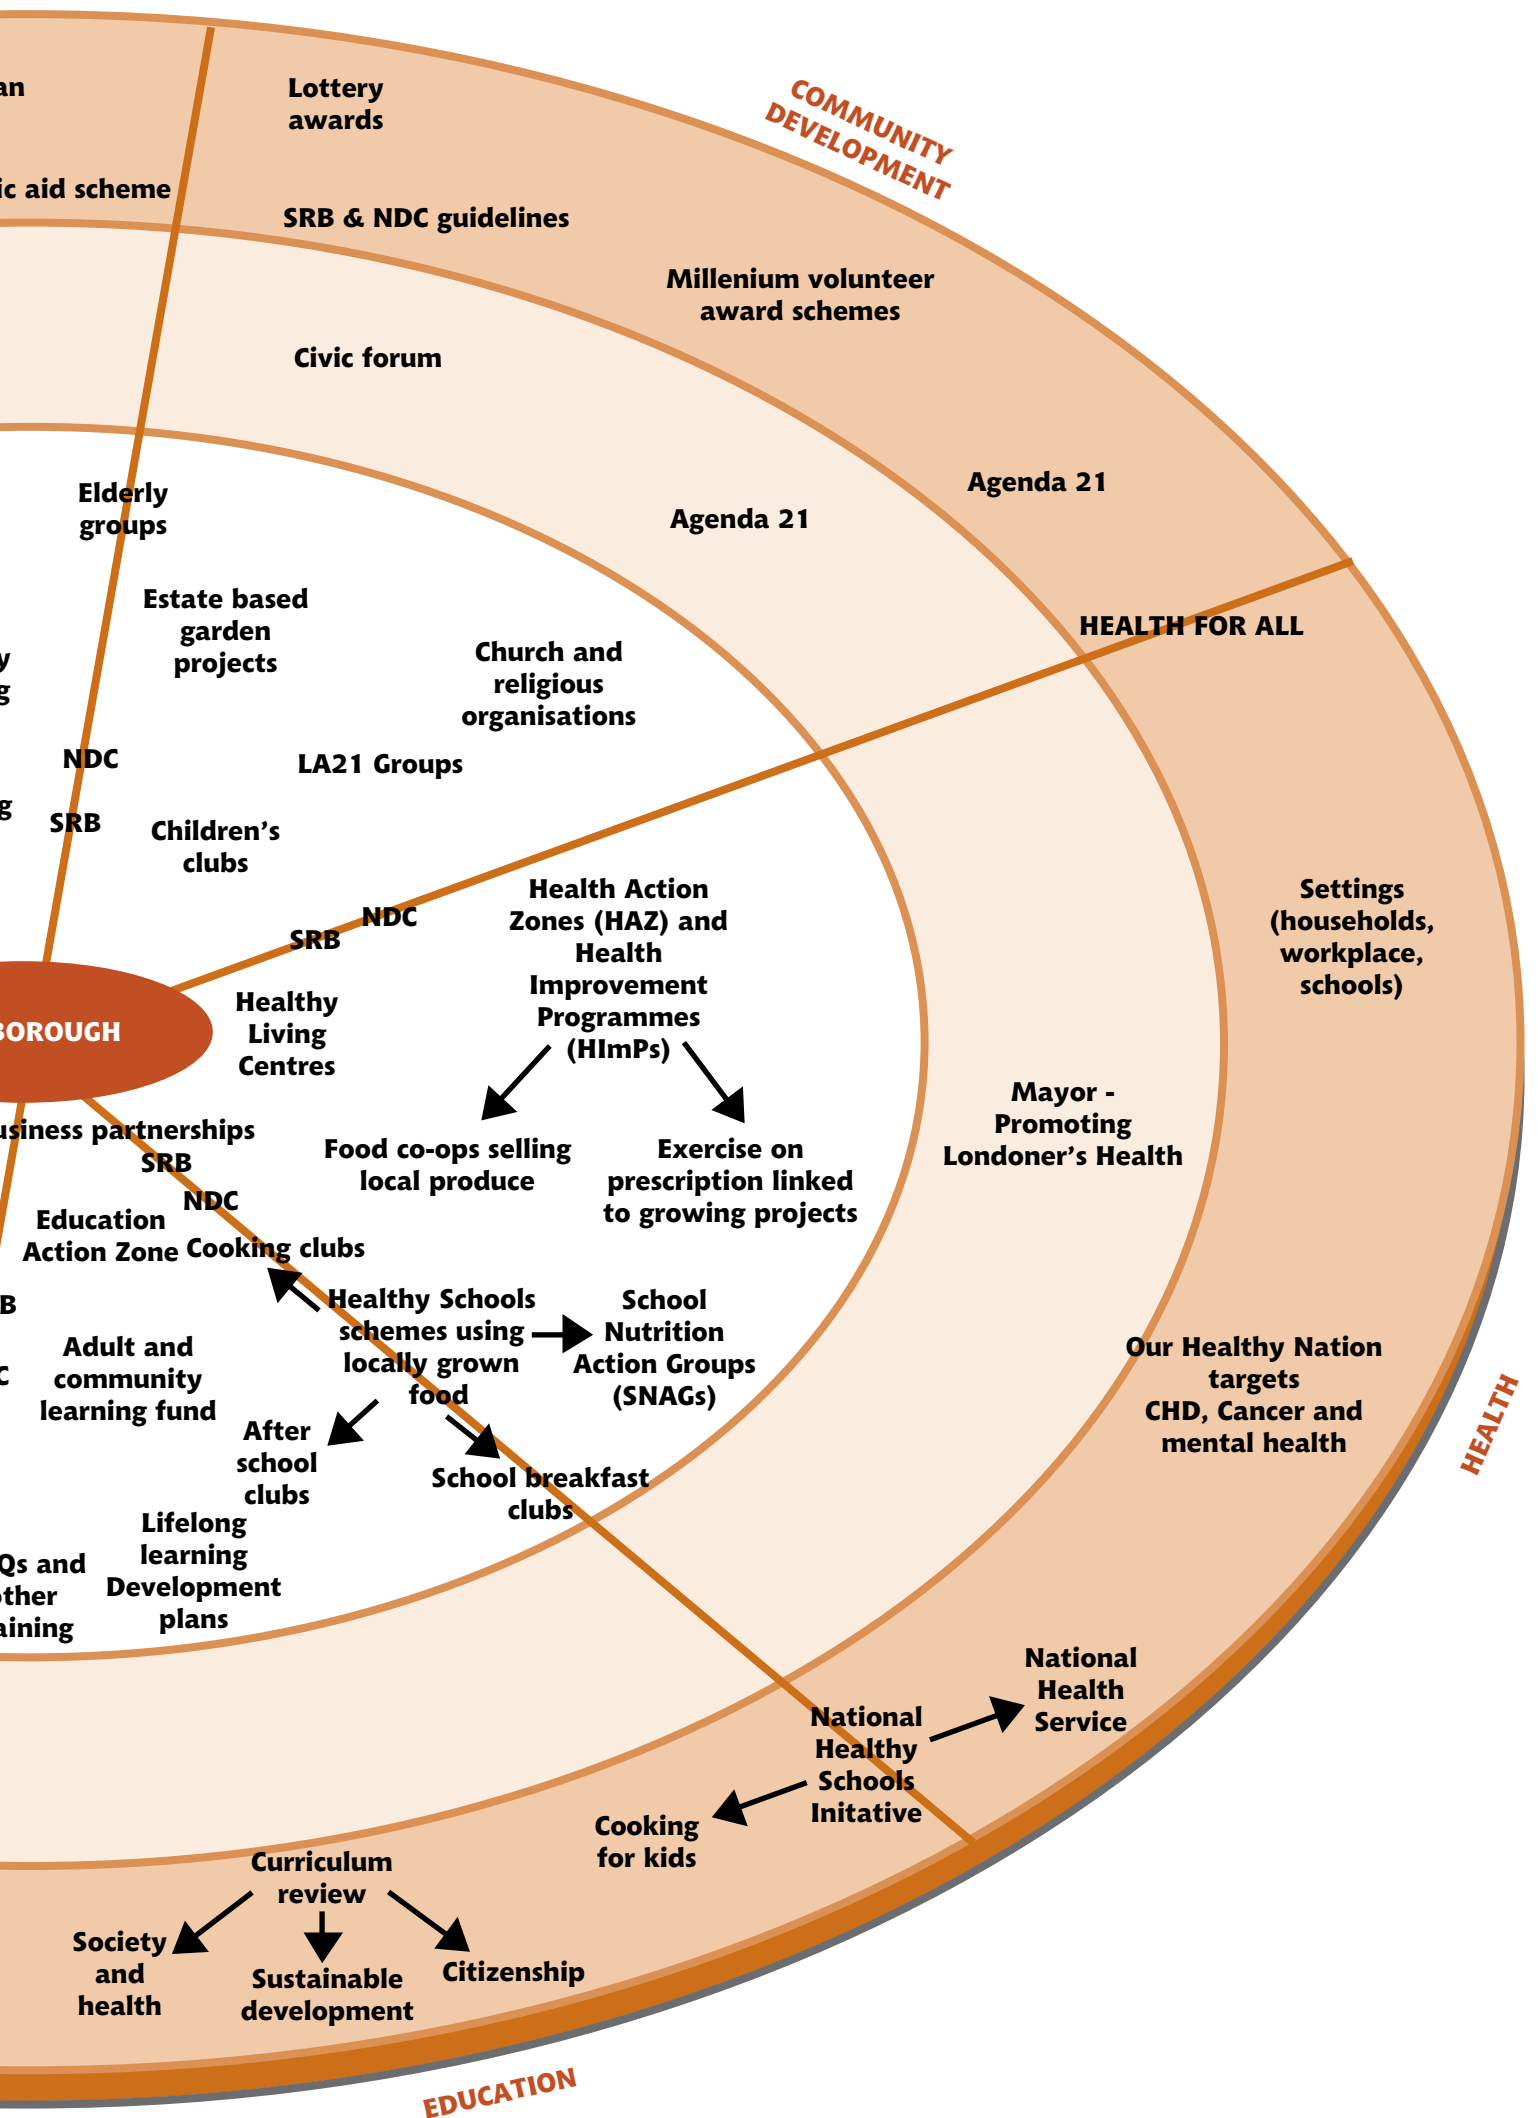 an
ic aid scheme
Lottery
awards
SRB & NDC guidelines
COMMUNITY
DEVELOPMENT
Millenium volunteer
award schemes
Civic forum
Agenda 21
Agenda 21
HEALTH FOR ALL
Elderly
groups
Estate based
garden
projects
Church and
religious
organisations
y
g
NDC
LA21 Groups
g
SRB
Children's
clubs
NDC
SRB
Health Action
Zones (HAZ) and
Health
Improvement
Programmes
(HImPs)
Settings
(households,
workplace,
schools)
Healthy
Living
Centres
BOROUGH
Mayor -
Promoting
Londoner's Health
usiness partnerships
SRB
NDC
Food co-ops selling
local produce
Exercise on
prescription linked
to growing projects
Education
Action Zone
Cooking clubs
B
Healthy Schools
schemes using
locally grown
food
School
Nutrition
Action Groups
(SNAGs)
Adult and
community
learning fund
C
Our Healthy Nation
targets
CHD, Cancer and
mental health
HEALTH
After
school
clubs
School breakfast
clubs
Lifelong
learning
Development
plans
Qs and
other
aining
National
Health
Service
National
Healthy
Schools
Initative
Cooking
for kids
Curriculum
review
Society
and
health
Sustainable
development
Citizenship
EDUCATION